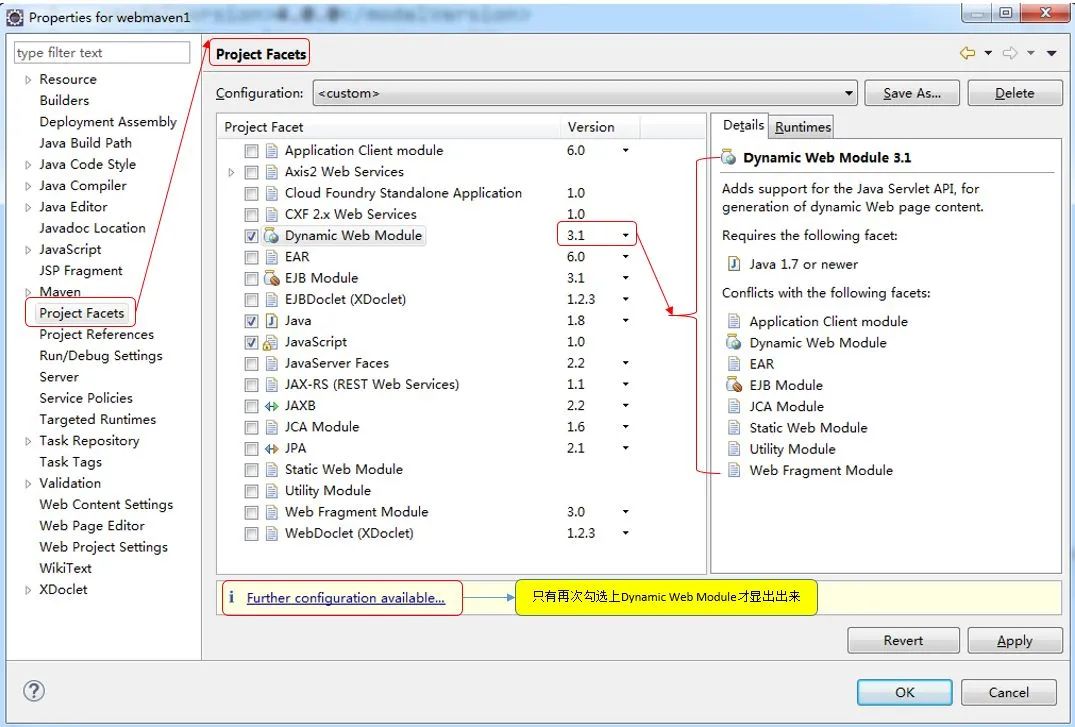 Properties for webmaven1
type filter text
Resource
Builders
Deployment Assembly
Java Build Path
Java Code Style
Java Compiler
Java Editor
Javadoc Location
JavaScript
JSP Fragment
Maven
Project Facets
Project References
Run/Debug Settings
Server
Service Policies
Targeted Runtimes
Task Repository
Task Tags
Validation
Web Content Settings
Web Page Editor
Web Project Settings
WikiText
XDoclet
Project Facets
Configuration: <custom> Save As... Delete
Project Facet Version
Application Client module 6.0
Axis2 Web Services
Cloud Foundry Standalone Application 1.0
CXF 2.x Web Services 1.0
Dynamic Web Module 3.1
EAR 6.0
EJB Module 3.1
EJBDoclet (XDoclet) 1.2.3
Java 1.8
JavaScript 1.0
JavaServer Faces 2.2
JAX-RS (REST Web Services) 1.1
JAXB 2.2
JCA Module 1.6
JPA 2.1
Static Web Module
Utility Module
Web Fragment Module 3.0
WebDoclet (XDoclet) 1.2.3
Details Runtimes
Dynamic Web Module 3.1
Adds support for the Java Servlet API, for
generation of dynamic Web page content.
Requires the following facet:
Java 1.7 or newer
Conflicts with the following facets:
Application Client module
Dynamic Web Module
EAR
EJB Module
JCA Module
Static Web Module
Utility Module
Web Fragment Module
i Further configuration available...
只有再次勾选上Dynamic Web Module才显出出来
Revert Apply
? OK Cancel